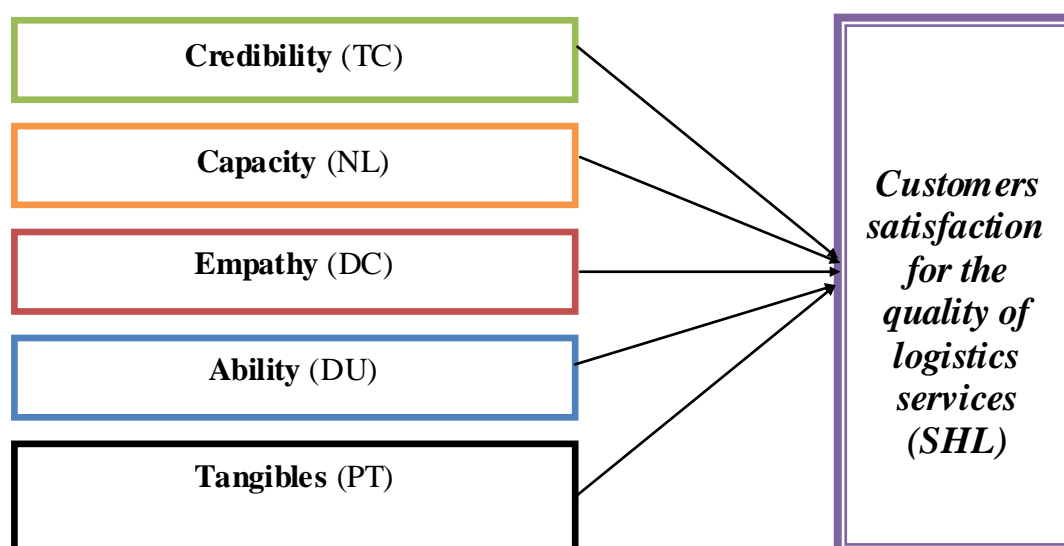 Credibility (TC)
Capacity (NL)
Empathy (DC)
Ability (DU)
Tangibles (PT)
Customers
satisfaction
for the
quality of
logistics
services
(SHL)